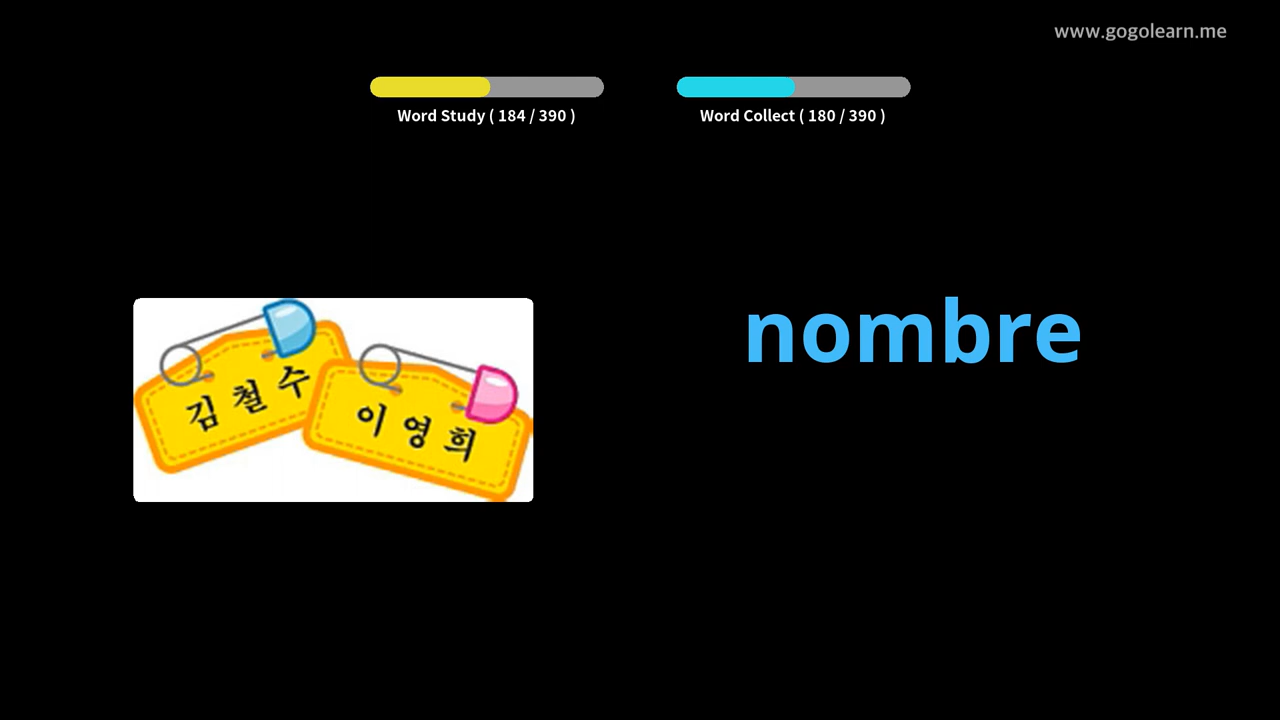 www.gogolearn.me
Word Study ( 184 / 390 )
Word Collect ( 180 / 390 )
김철수
이영희
nombre